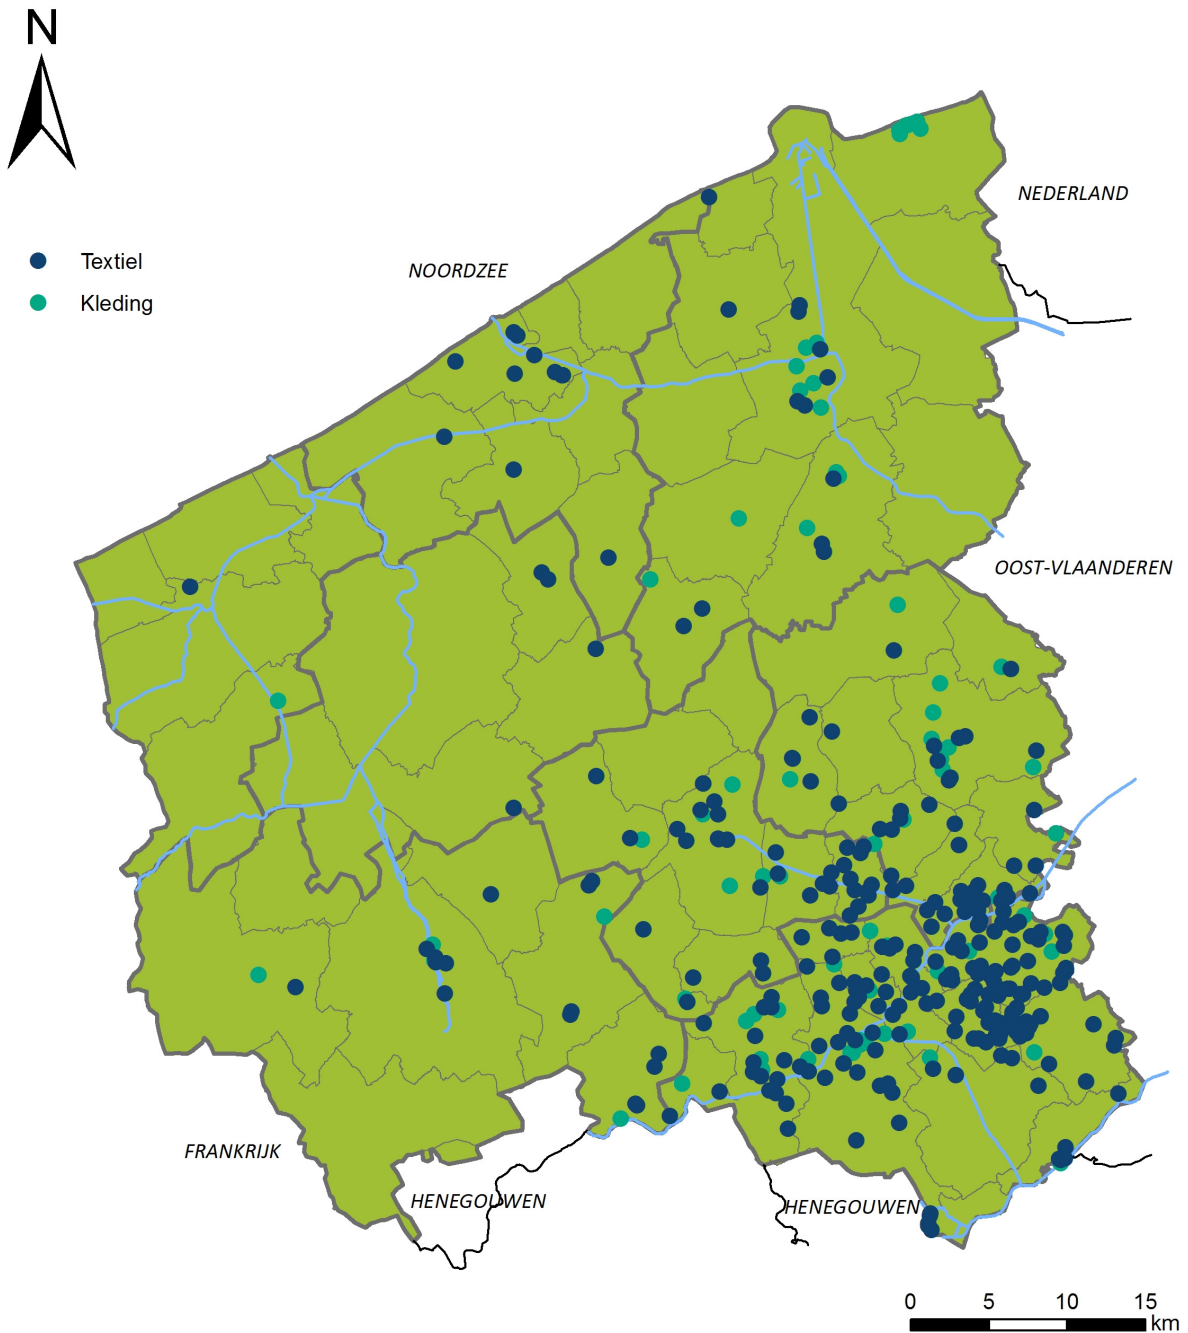 N
NEDERLAND
Textiel
NOORDZEE
Kleding
OOST-VLAANDEREN
FRANKRIJK
HENEGOUWEN
HENEGOUWEN
0 5 10 15
km